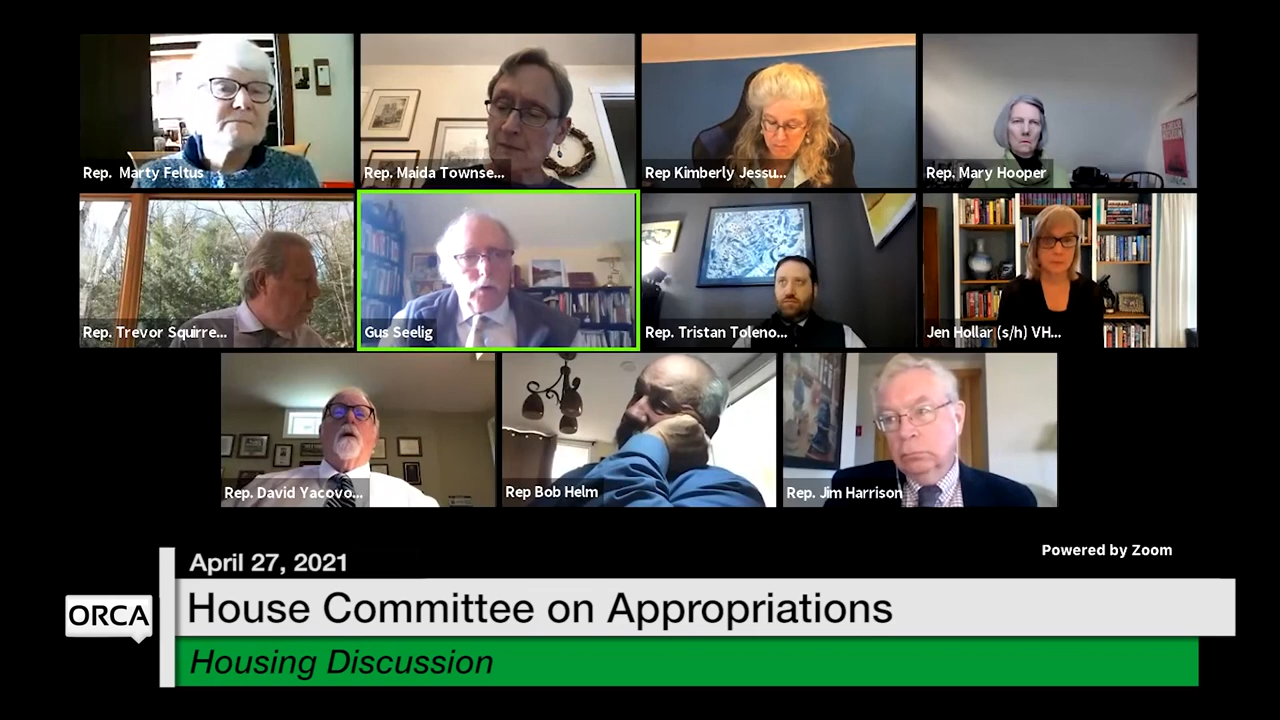 Rep. Marty Feltus
Rep. Maida Townse...
Rep Kimberly Jessu...
Rep. Mary Hooper
Rep. Trevor Squirre...
Gus Seelig
Rep. Tristan Toleno...
Jen Hollar (s/h) VH...
Rep. David Yacovo...
Rep Bob Helm
Rep. Jim Harrison
Powered by Zoom
April 27, 2021
ORCA
House Committee on Appropriations
Housing Discussion